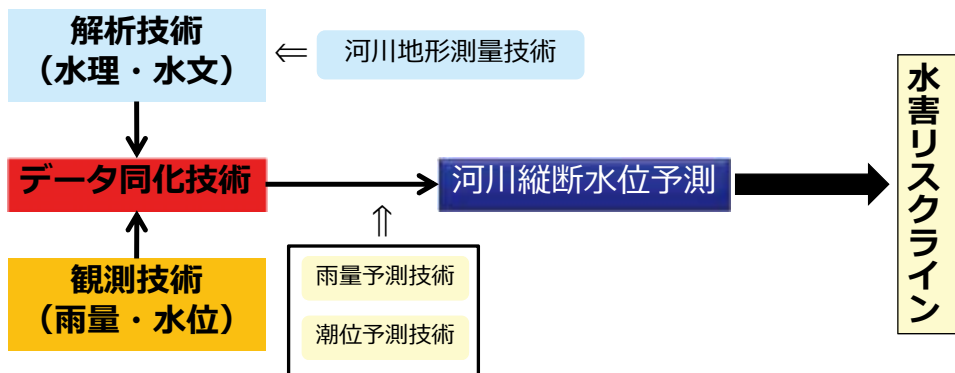 解析技術
（水理・水文）
⇐
河川地形測量技術
データ同化技術
河川縦断水位予測
⇑
観測技術
（雨量・水位）
雨量予測技術
潮位予測技術
水害リスクライン